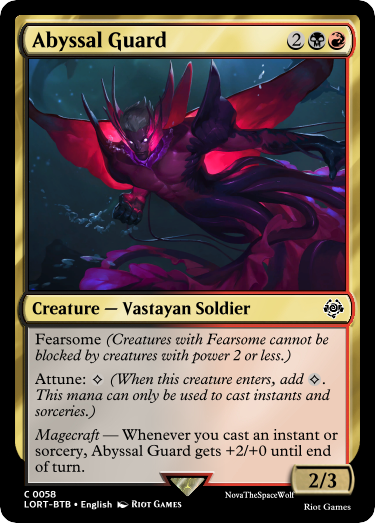 Abyssal Guard 2
Creature — Vastayan Soldier
Fearsome (Creatures with Fearsome cannot be
blocked by creatures with power 2 or less.)
Attune: (When this creature enters, add .
This mana can only be used to cast instants and
sorceries.)
Magecraft — Whenever you cast an instant or
sorcery, Abyssal Guard gets +2/+0 until end
of turn.
2/3
C 0058
NovaTheSpaceWolf
LORT-BTB • English Riot Games
Riot Games